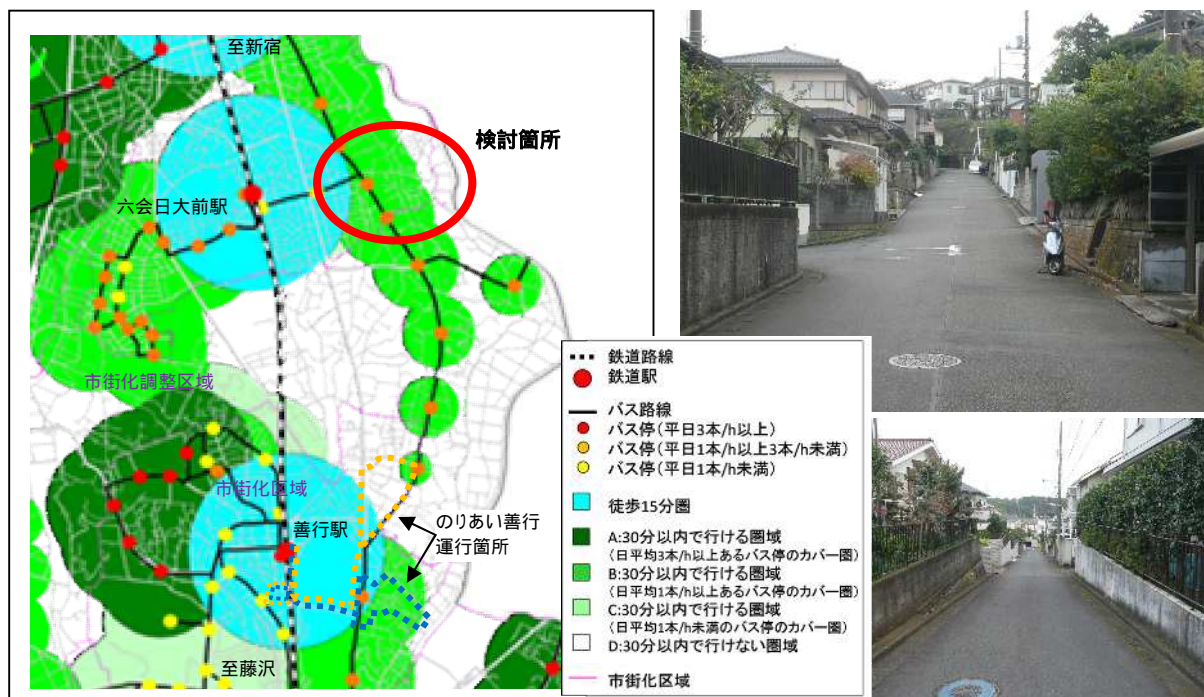 至新宿
検討箇所
六会日大前駅
市街化調整区域
市街化区域
善行駅
のりあい善行
運行箇所
至藤沢
鉄道路線
鉄道駅
バス路線
バス停(平日3本/h以上)
バス停(平日1本/h以上3本/h未満)
バス停(平日1本/h未満)
徒歩15分圏
A:30分以内で行ける圏域
(日平均3本/h以上あるバス停のカバー圏)
B:30分以内で行ける圏域
(日平均1本/h以上あるバス停のカバー圏)
C:30分以内で行ける圏域
(日平均1本/h未満のバス停のカバー圏)
D:30分以内で行けない圏域
市街化区域